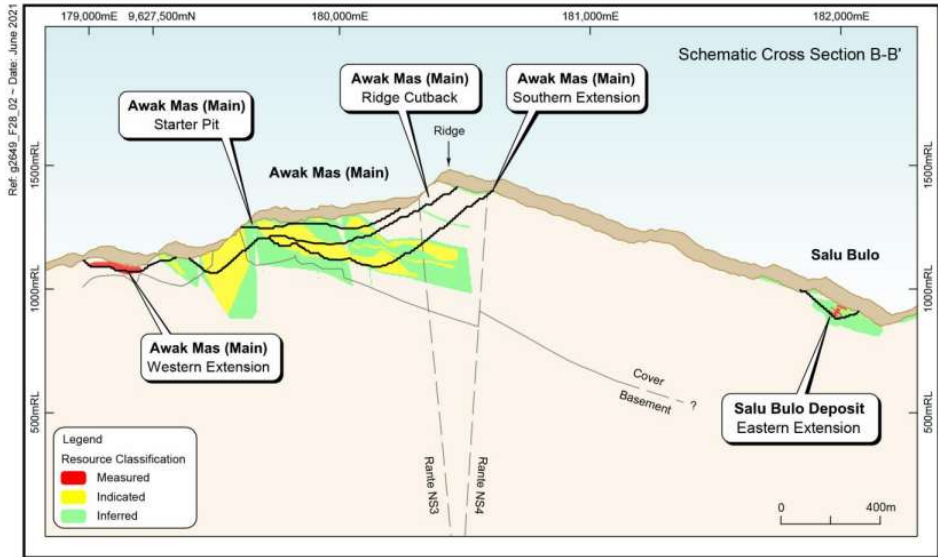 Ref: g2649_F28_02 ~ Date: June 2021
179,000mE
9,627,500mN
180,000mE
181,000mE
182,000mE
Schematic Cross Section B-B'
Awak Mas (Main)
Starter Pit
Awak Mas (Main)
Ridge Cutback
Awak Mas (Main)
Southern Extension
Ridge
Awak Mas (Main)
1500mRL
1500mRL
Salu Bulo
1000mRL
1000mRL
Awak Mas (Main)
Western Extension
Cover
Basement
?
Salu Bulo Deposit
Eastern Extension
500mRL
500mRL
Rante NS3
Rante NS4
Legend
Resource Classification
Measured
Indicated
Inferred
0
400m